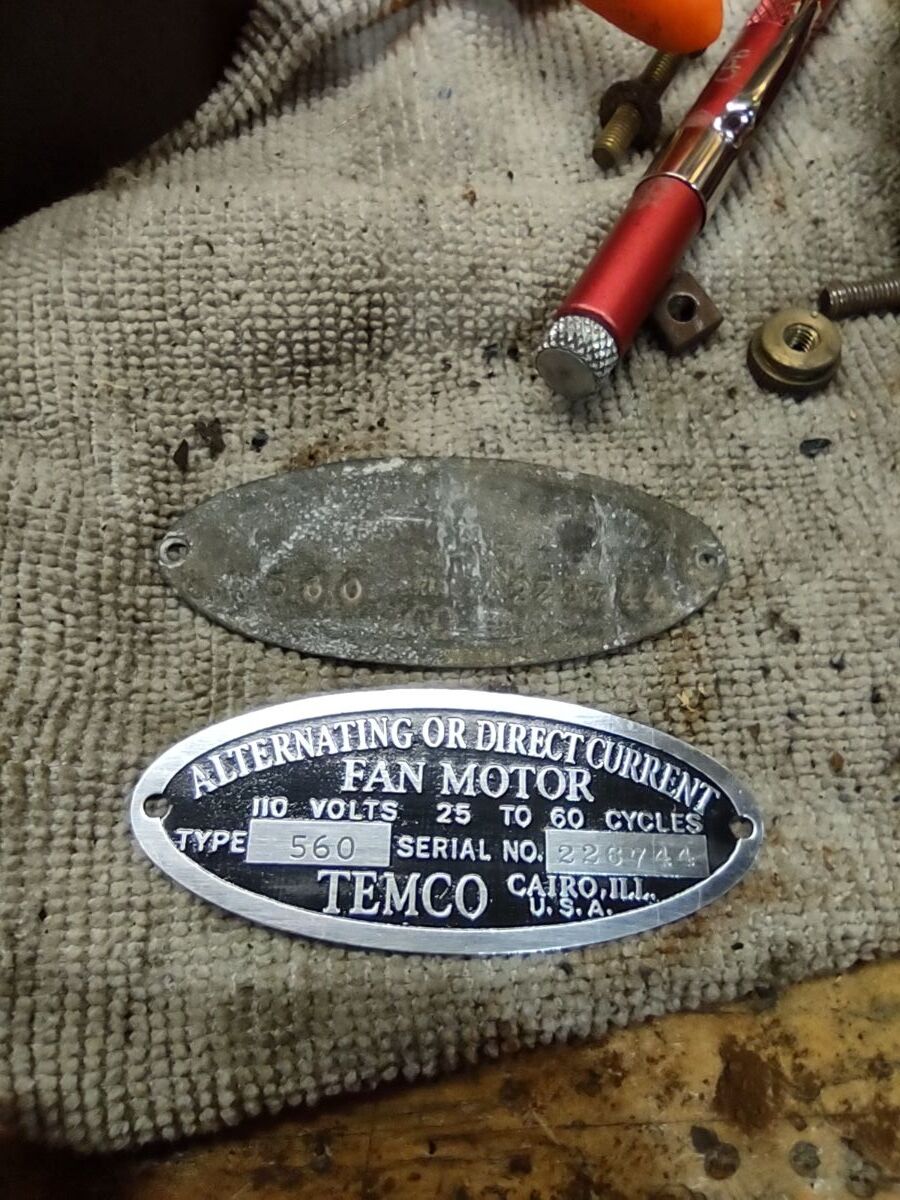 ALTERNATING OR DIRECT CURRENT
FAN MOTOR
110 VOLTS 25 TO 60 CYCLES
TYPE 560 SERIAL NO. 226744
TEMCO CAIRO, ILL.
U.S.A.